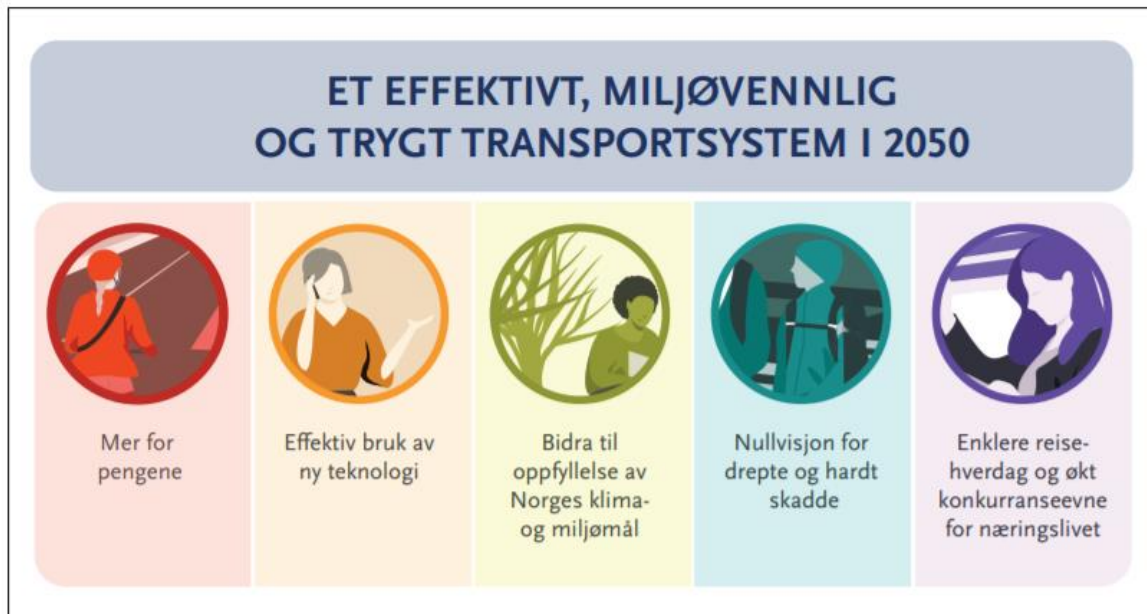 ET EFFEKTIVT, MILJØVENNLIG
OG TRYGT TRANSPORTSYSTEM I 2050
Mer for
pengene
Effektiv bruk av
ny teknologi
Bidra til
oppfyllelse av
Norges klima-
og miljømål
Nullvisjon for
drepte og hardt
skadde
Enklere reise-
hverdag og økt
konkurranseevne
for næringslivet